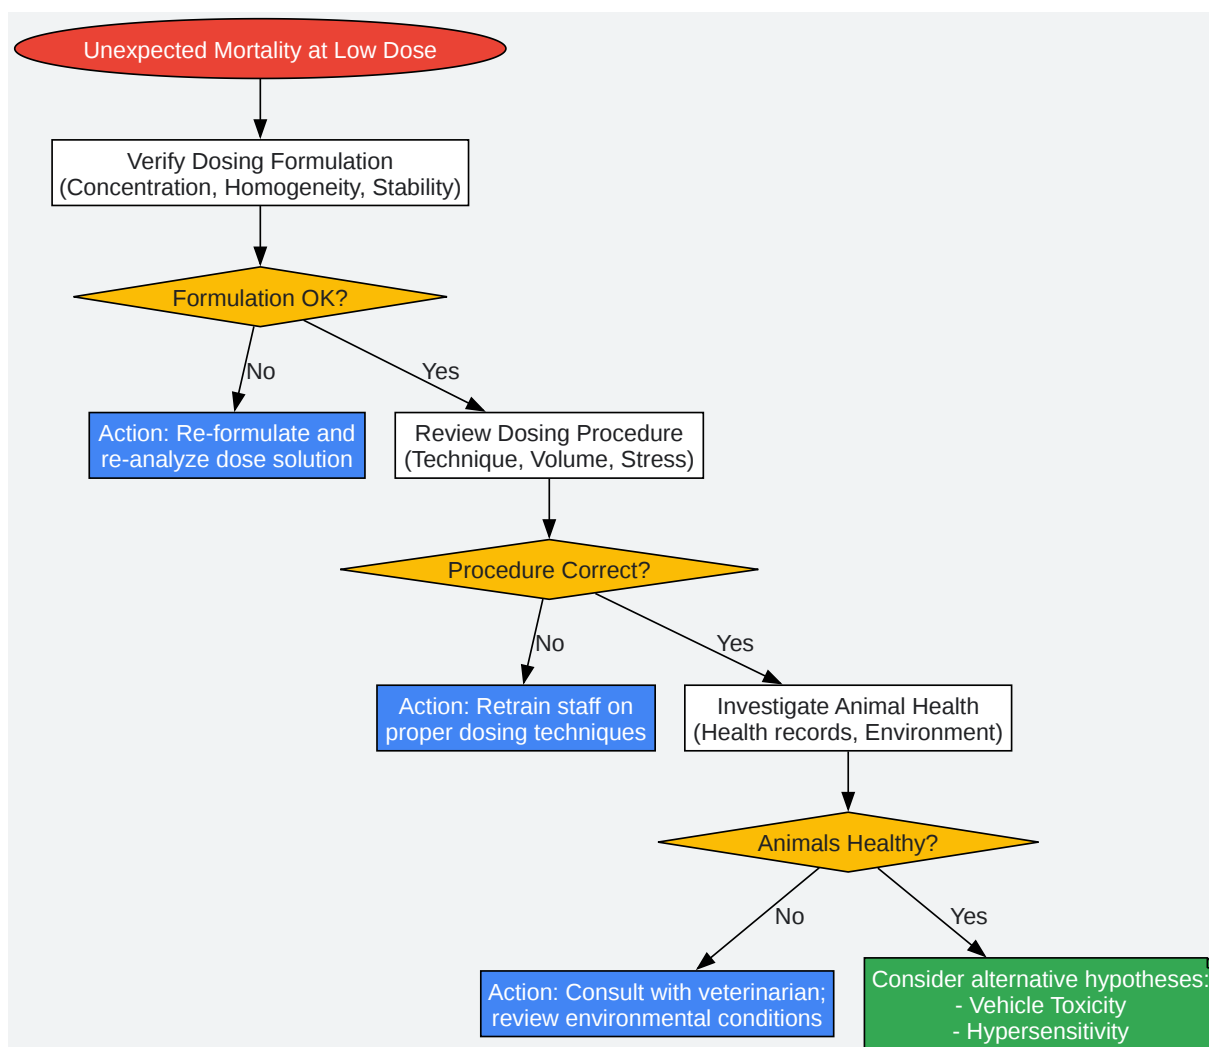 Unexpected Mortality at Low Dose
Verify Dosing Formulation
(Concentration, Homogeneity, Stability)
Formulation OK?
No
Yes
Action: Re-formulate and
re-analyze dose solution
Review Dosing Procedure
(Technique, Volume, Stress)
Procedure Correct?
No
Yes
Action: Retrain staff on
proper dosing techniques
Investigate Animal Health
(Health records, Environment)
Animals Healthy?
No
Yes
Action: Consult with veterinarian;
review environmental conditions
Consider alternative hypotheses:
- Vehicle Toxicity
- Hypersensitivity